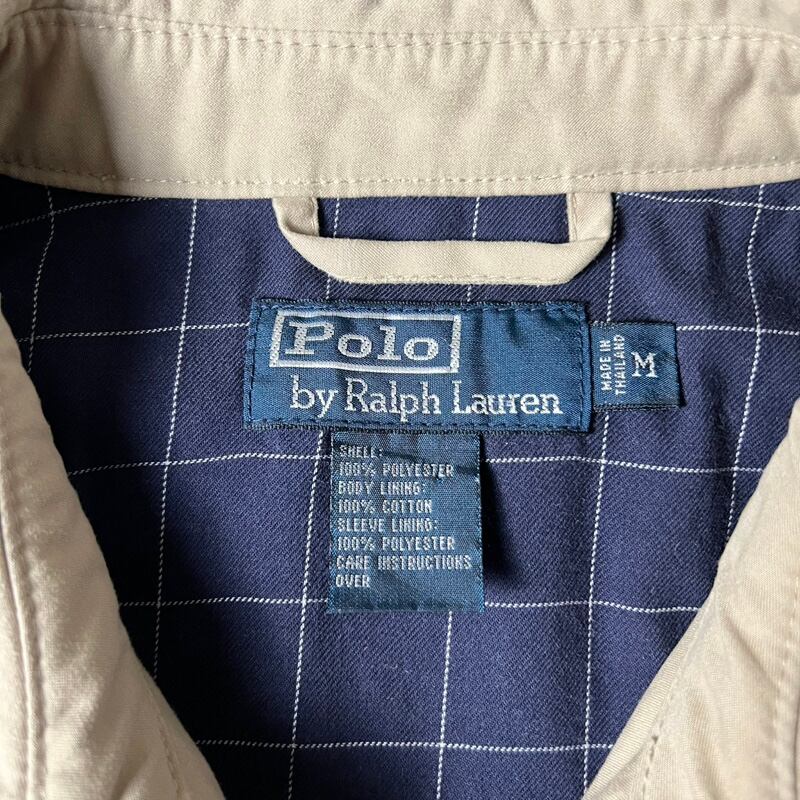 Polo
by Ralph Lauren
MADE IN
THAILAND
M
SHELL:
100% POLYESTER
BODY LINING:
100% COTTON
SLEEVE LINING:
100% POLYESTER
CARE INSTRUCTIONS
OVER